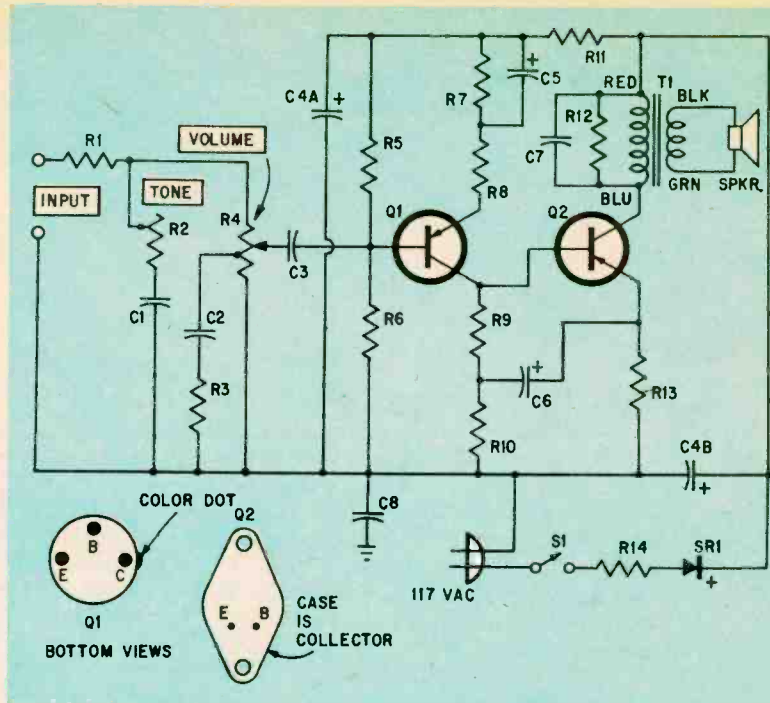 R11
C5
R7
RED
T1
BLK
C4A
+
R12
R1
VOLUME
R5
C7
R8
GRN
SPKR.
INPUT
TONE
BLU
R2
R4
Q1
Q2
C3
C1
C2
R6
R9
R3
C6
R13
R10
C4B
COLOR DOT
Q2
C8
S1
R14
SR1
B
E C
117 VAC
E B
CASE
IS
COLLECTOR
Q1
BOTTOM VIEWS